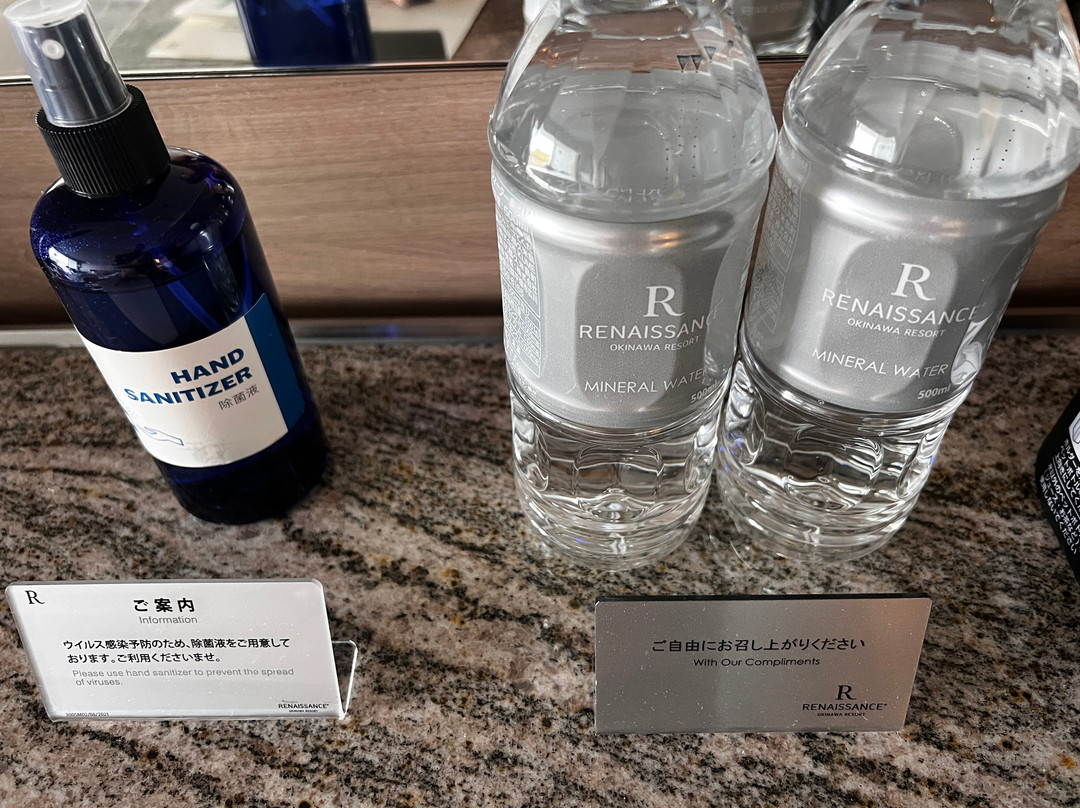 HAND
SANITIZER
除菌液
R
RENAISSANCE
OKINAWA RESORT
MINERAL WATER
500ml
R
RENAISSANCE
OKINAWA RESORT
MINERAL WATER
500ml
R
ご案内
Information
ウイルス感染予防のため、除菌液をご用意して
おります。ご利用くださいませ。
Please use hand sanitizer to prevent the spread
of viruses.
RENAISSANCE
OKINAWA RESORT
ご自由にお召し上がりください
With Our Compliments
R
RENAISSANCE
OKINAWA RESORT